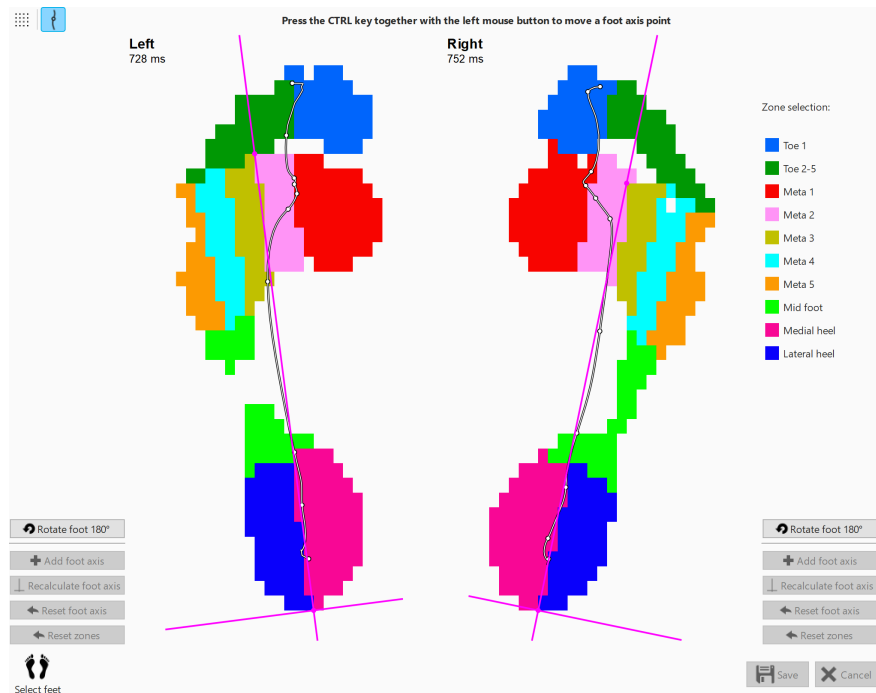 Press the CTRL key together with the left mouse button to move a foot axis point
Left
728 ms
Right
752 ms
Zone selection:
Toe 1
Toe 2-5
Meta 1
Meta 2
Meta 3
Meta 4
Meta 5
Mid foot
Medial heel
Lateral heel
Rotate foot 180°
Add foot axis
Recalculate foot axis
Reset foot axis
Reset zones
Rotate foot 180°
Add foot axis
Recalculate foot axis
Reset foot axis
Reset zones
Select feet
Save
Cancel